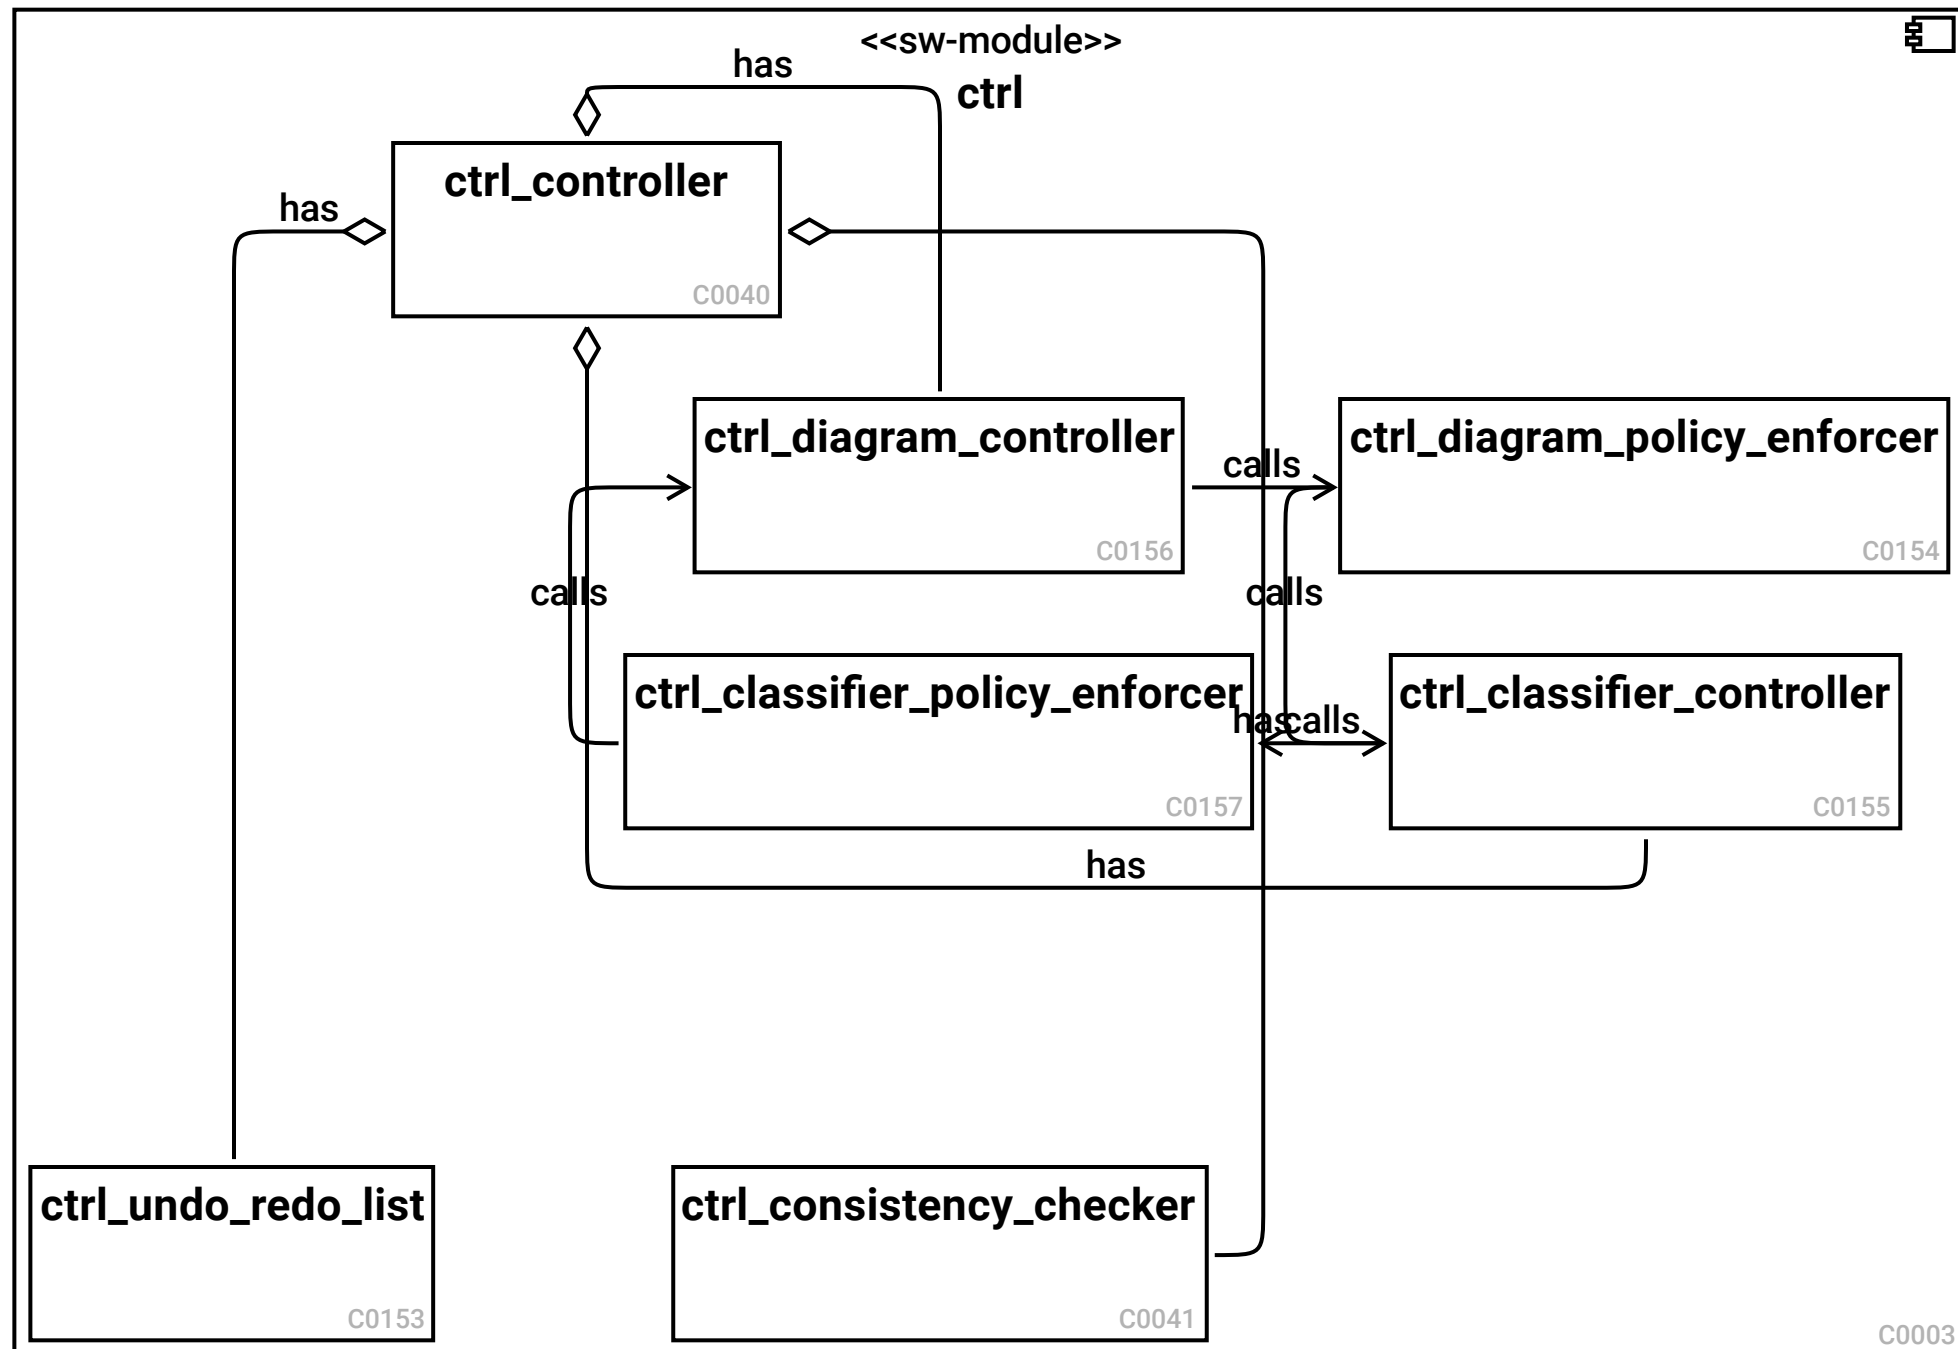 <<sw-module>>
has
ctrl
ctrl_controller
has
C0040
ctrl_diagram_controller
ctrl_diagram_policy_enforcer
calls
C0156
C0154
calls
calls
ctrl_classifier_policy_enforcer
ctrl_classifier_controller
has
calls
C0157
C0155
has
ctrl_undo_redo_list
ctrl_consistency_checker
C0153
C0041
C0003